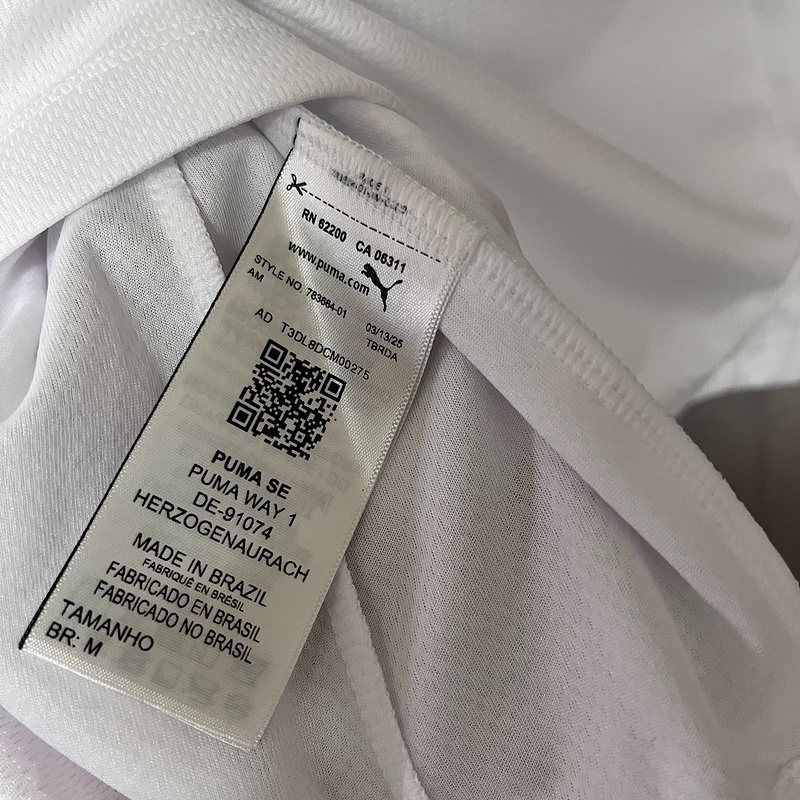 RN 62200 CA 06311
www.puma.com
STYLE NO. 783664-01 03/13/25
AM TBRDA
AD T3DL8DCM00275
PUMA SE
PUMA WAY 1
DE-91074
HERZOGENAURACH
MADE IN BRAZIL
FABRIQUÉ EN BRÉSIL
FABRICADO EN BRASIL
FABRICADO NO BRASIL
TAMANHO
BR: M